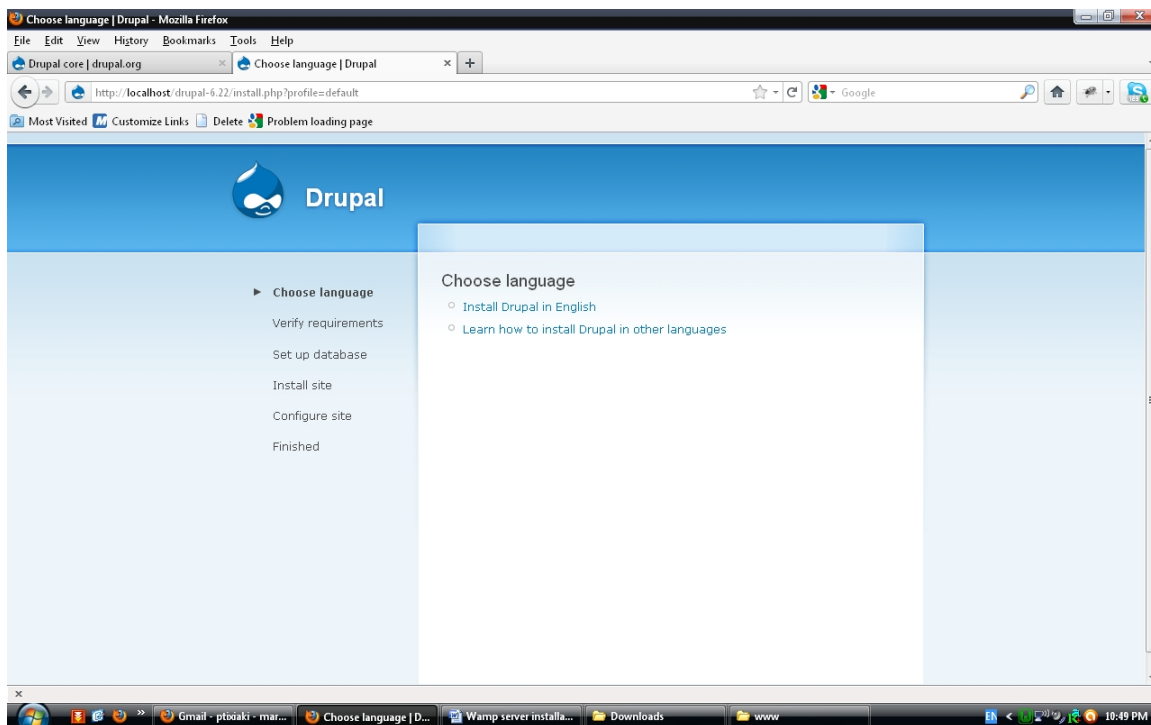 Choose language | Drupal - Mozilla Firefox
File Edit View History Bookmarks Tools Help
Drupal core | drupal.org
Choose language | Drupal
http://localhost/drupal-6.22/install.php?profile=default
Google
Most Visited Customize Links Delete Problem loading page
Drupal
Choose language
Verify requirements
Set up database
Install site
Configure site
Finished
Choose language
Install Drupal in English
Learn how to install Drupal in other languages
Gmail - ptixiaki - mar...
Choose language | D...
Wamp server installa...
Downloads
www
EN
10:49 PM